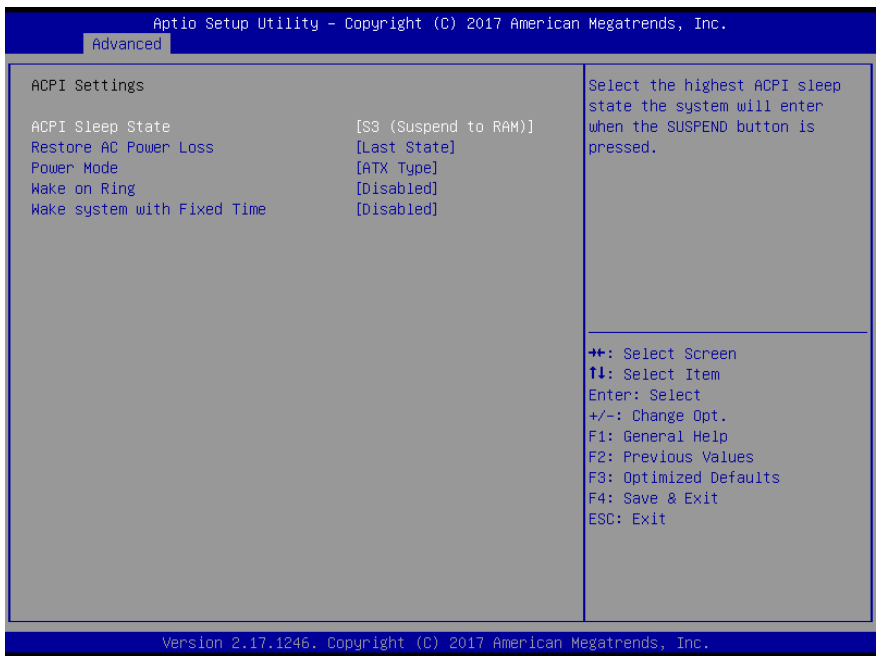 Aptio Setup Utility – Copyright (C) 2017 American Megatrends, Inc.
Advanced
ACPI Settings
ACPI Sleep State [S3 (Suspend to RAM)]
Restore AC Power Loss [Last State]
Power Mode [ATX Type]
Wake on Ring [Disabled]
Wake system with Fixed Time [Disabled]
Select the highest ACPI sleep
state the system will enter
when the SUSPEND button is
pressed.
→←: Select Screen
↑↓: Select Item
Enter: Select
+/-: Change Opt.
F1: General Help
F2: Previous Values
F3: Optimized Defaults
F4: Save & Exit
ESC: Exit
Version 2.17.1246. Copyright (C) 2017 American Megatrends, Inc.